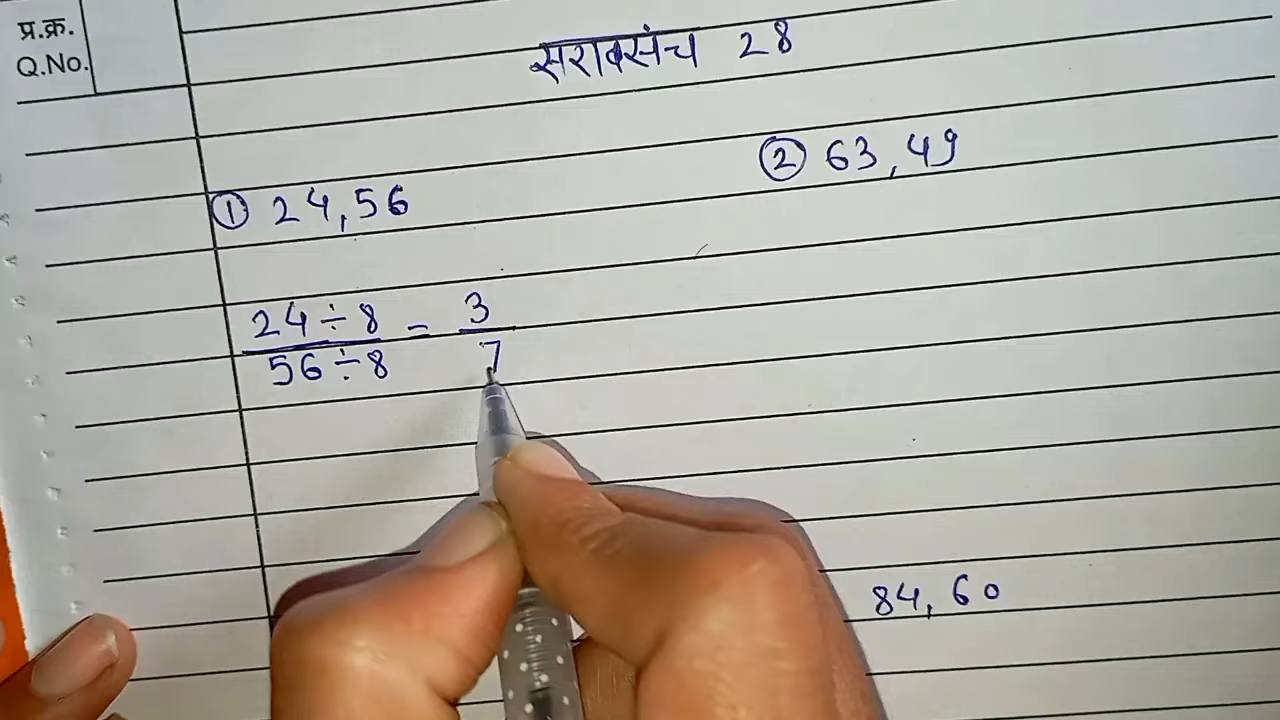 प्र.क्र.
Q.No.
सरावसंच 28
① 24, 56
② 63, 49
24÷8 = 3
56÷8 7
84, 60